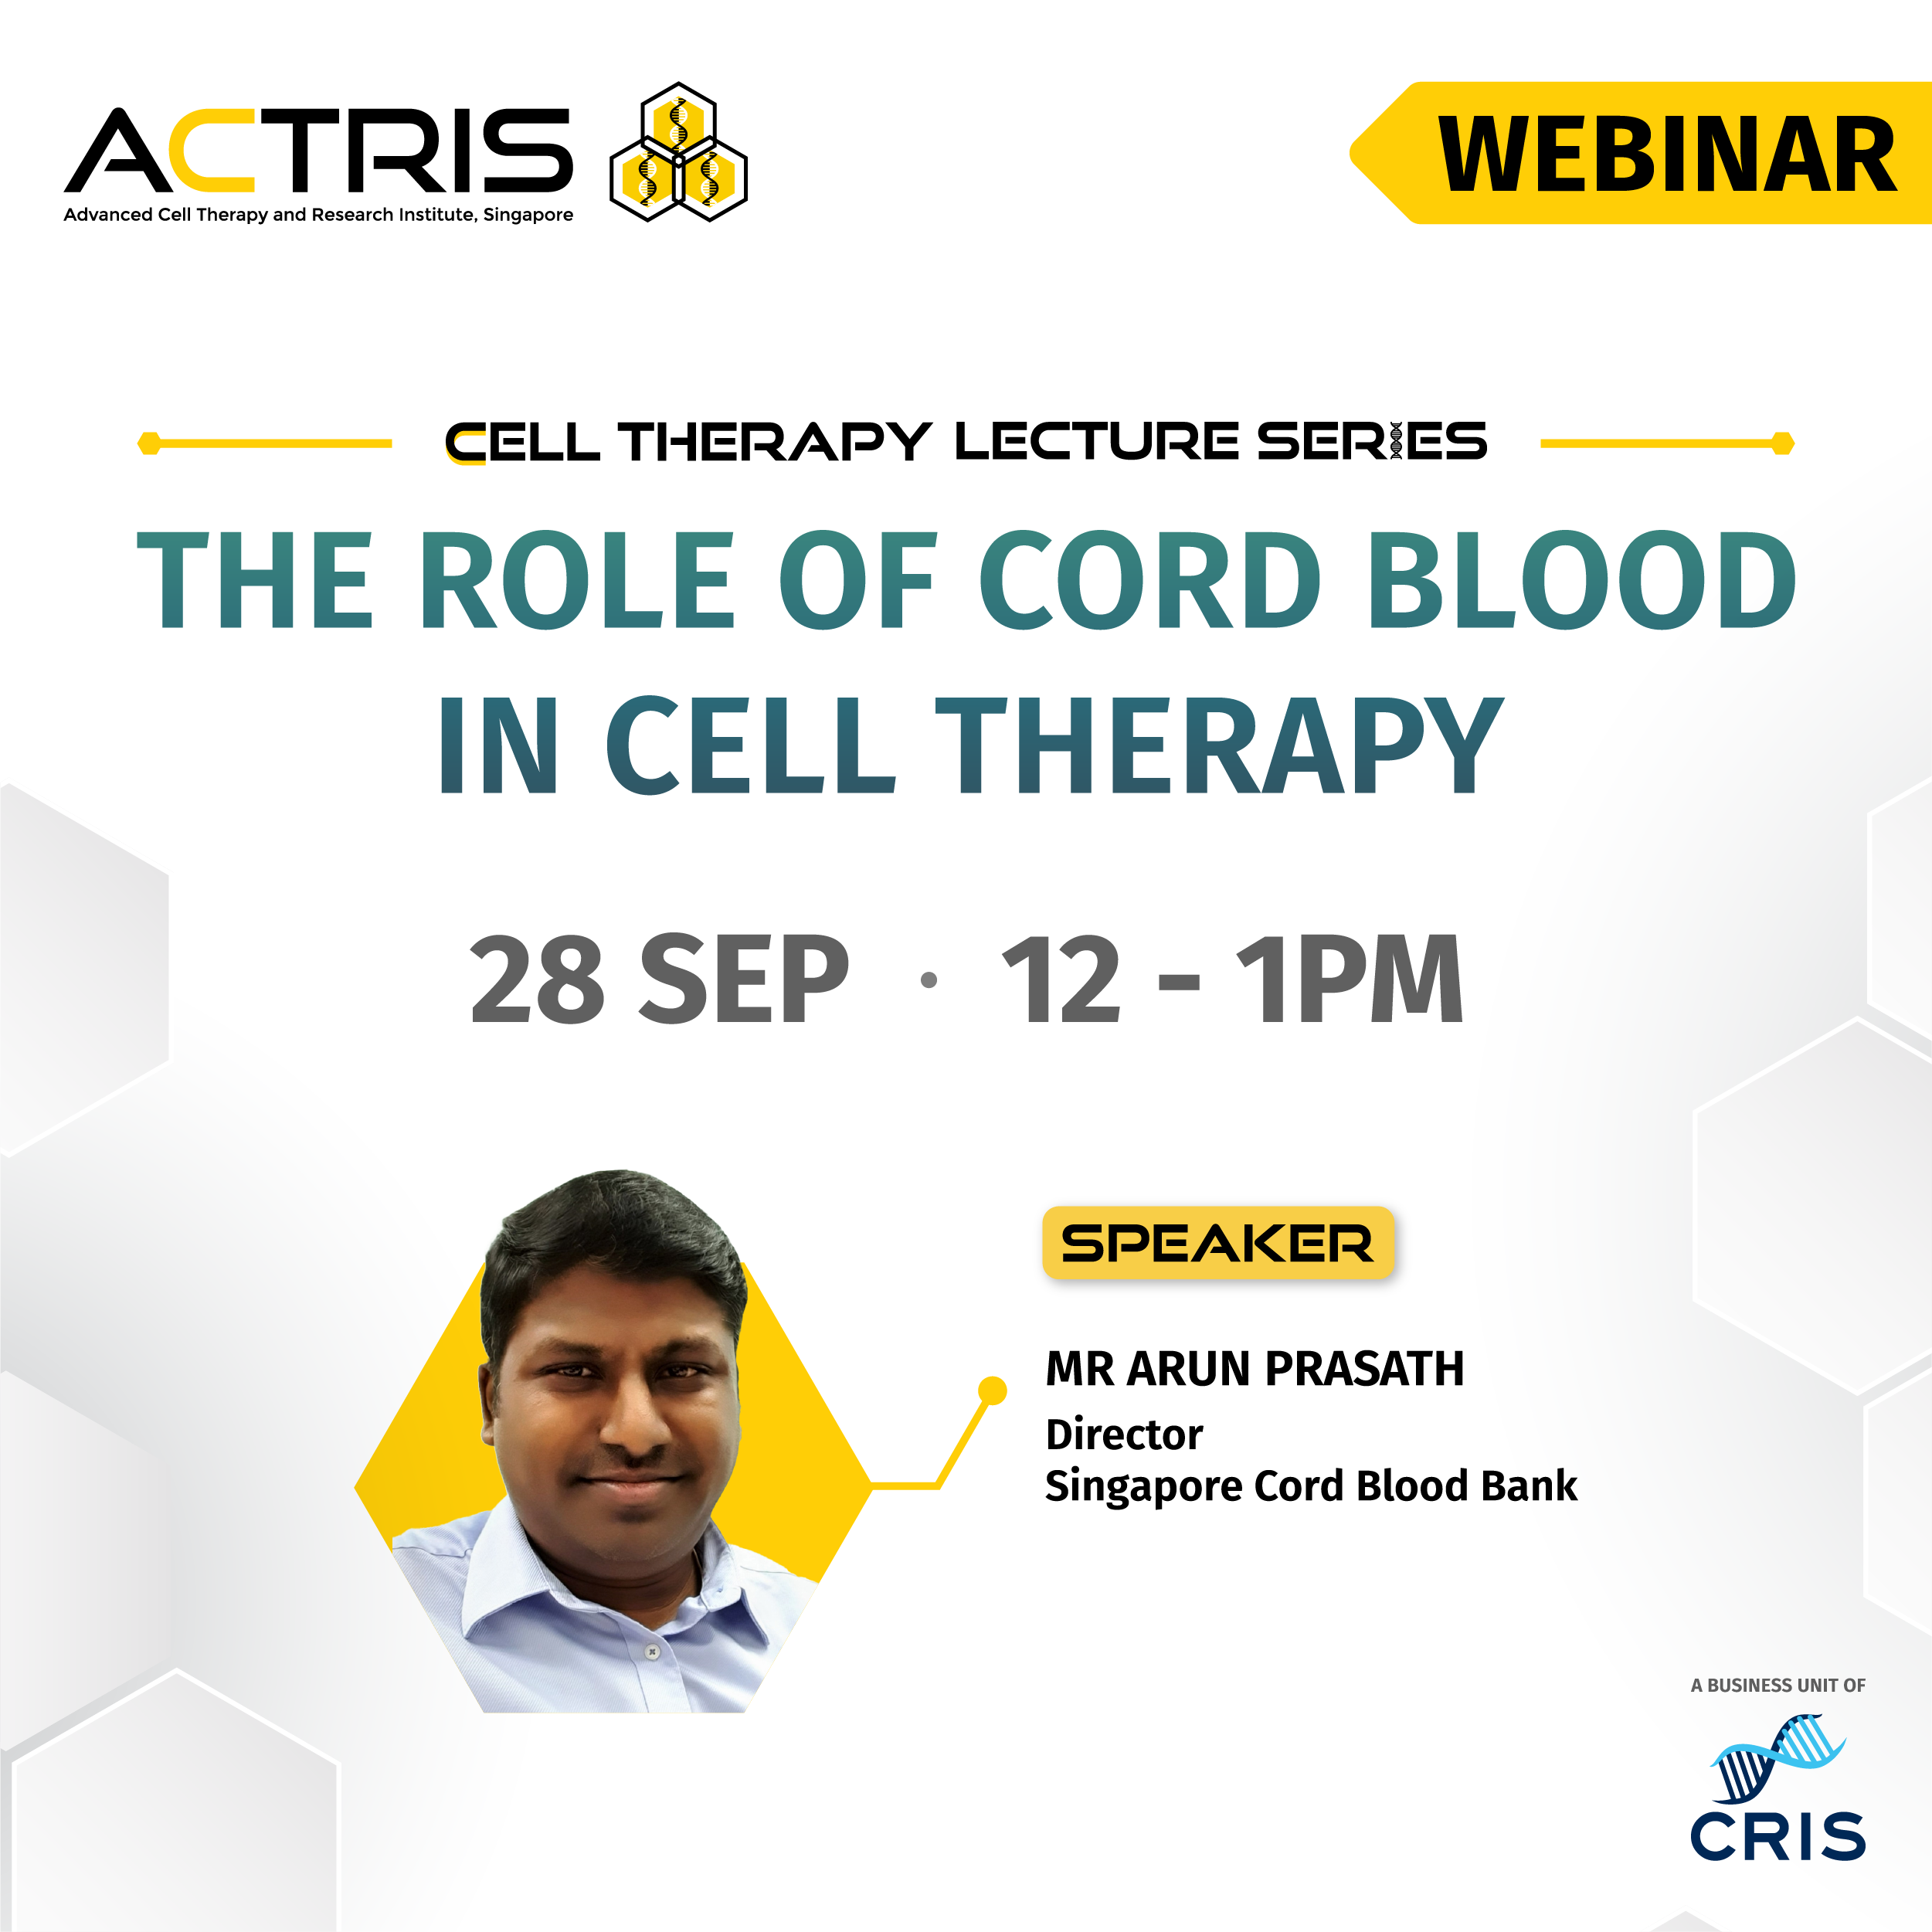 ACTRIS
Advanced Cell Therapy and Research Institute, Singapore
WEBINAR
CELL THERAPY LECTURE SERIES
THE ROLE OF CORD BLOOD
IN CELL THERAPY
28 SEP · 12 - 1PM
SPEAKER
MR ARUN PRASATH
Director
Singapore Cord Blood Bank
A BUSINESS UNIT OF
CRIS